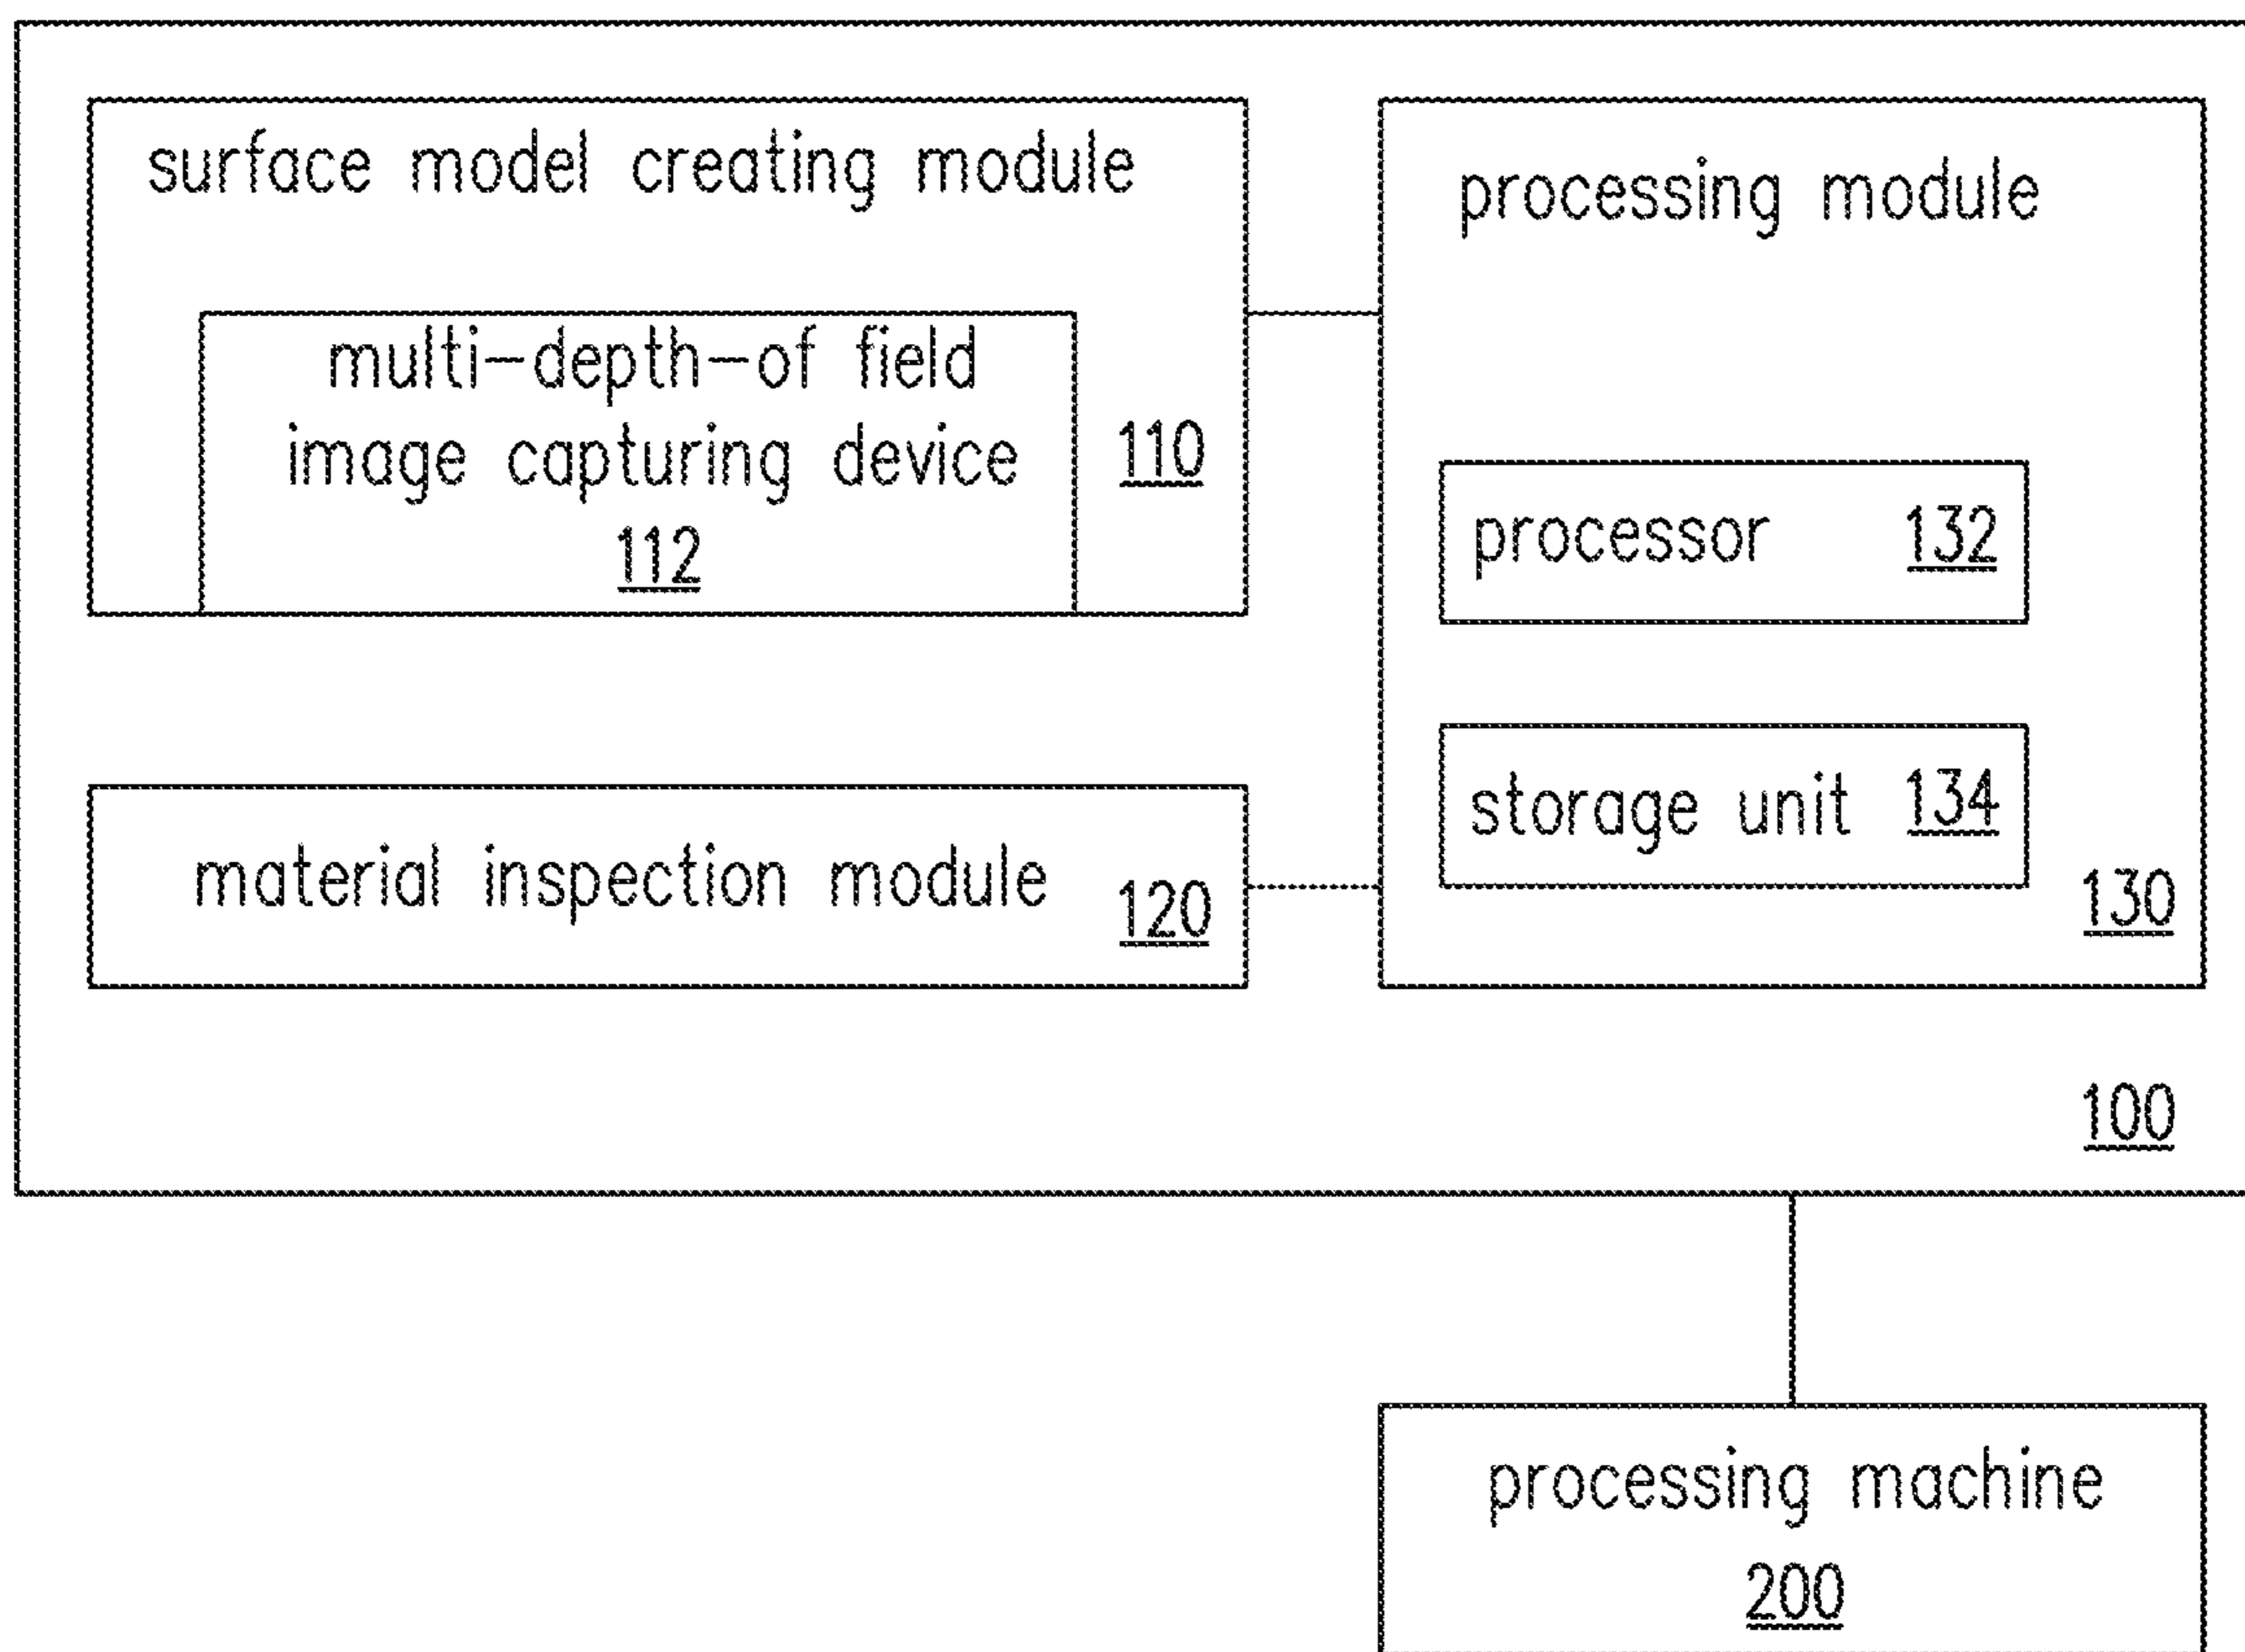 surface model creating module
multi-depth-of field
image capturing device
112
110
processing module
processor 132
storage unit 134
130
material inspection module 120
100
processing machine
200